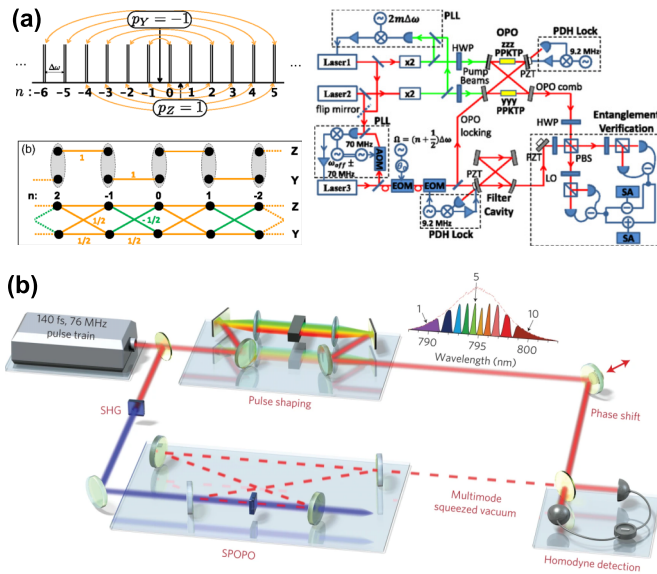 (a)
p_Y = −1
...
...
Δω
n: -6 -5 -4 -3 -2 -1 0 1 2 3 4 5
p_Z = 1
(b)
1
Z
1
Y
n: 2 -1 0 1 -2
Z
1/2
- 1/2
1/2
1/2
Y
PLL
2mΔω
Laser1
x2
Laser2
x2
flip mirror
PLL
70 MHz
ω_off ±
70 MHz
AOM
Laser3
Ω = (n + 1/2)Δω
EOM
EOM
HWP
Pump
Beams
OPO
zzz
PPKTP
yyy
PPKTP
OPO
locking
PDH Lock
9.2 MHz
PZT
OPO comb
HWP
Entanglement
Verification
PZT
PBS
LO
SA
SA
PZT
Filter
Cavity
9.2 MHz
PDH Lock
(b)
140 fs, 76 MHz
pulse train
SHG
Pulse shaping
1
5
10
790
795
800
Wavelength (nm)
Phase shift
SPOPO
Multimode
squeezed vacuum
Homodyne detection